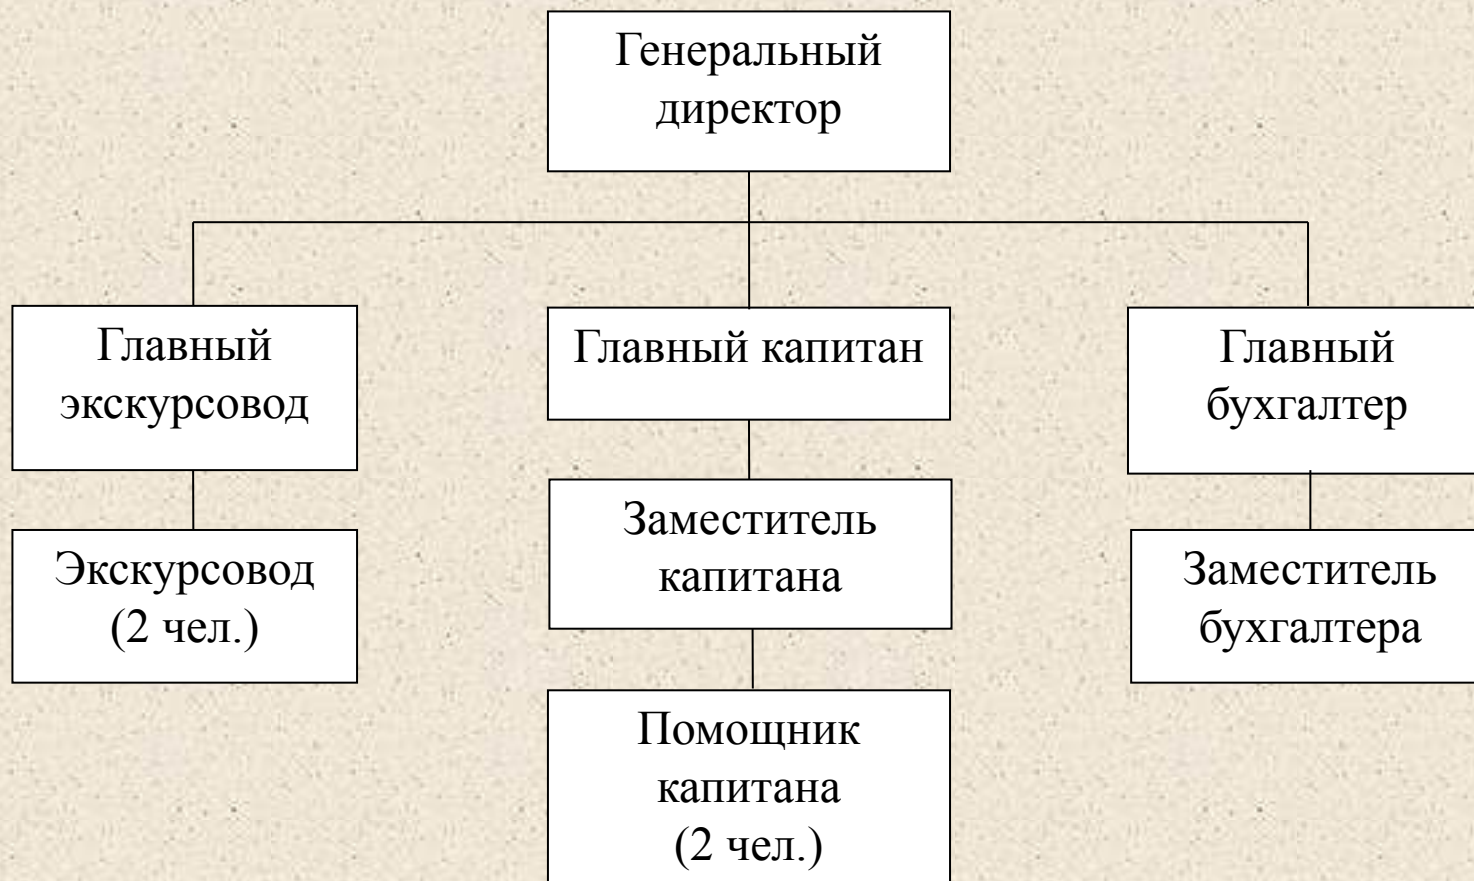 Генеральный
директор
Главный
экскурсовод
Главный капитан
Главный
бухгалтер
Экскурсовод
(2 чел.)
Заместитель
капитана
Заместитель
бухгалтера
Помощник
капитана
(2 чел.)